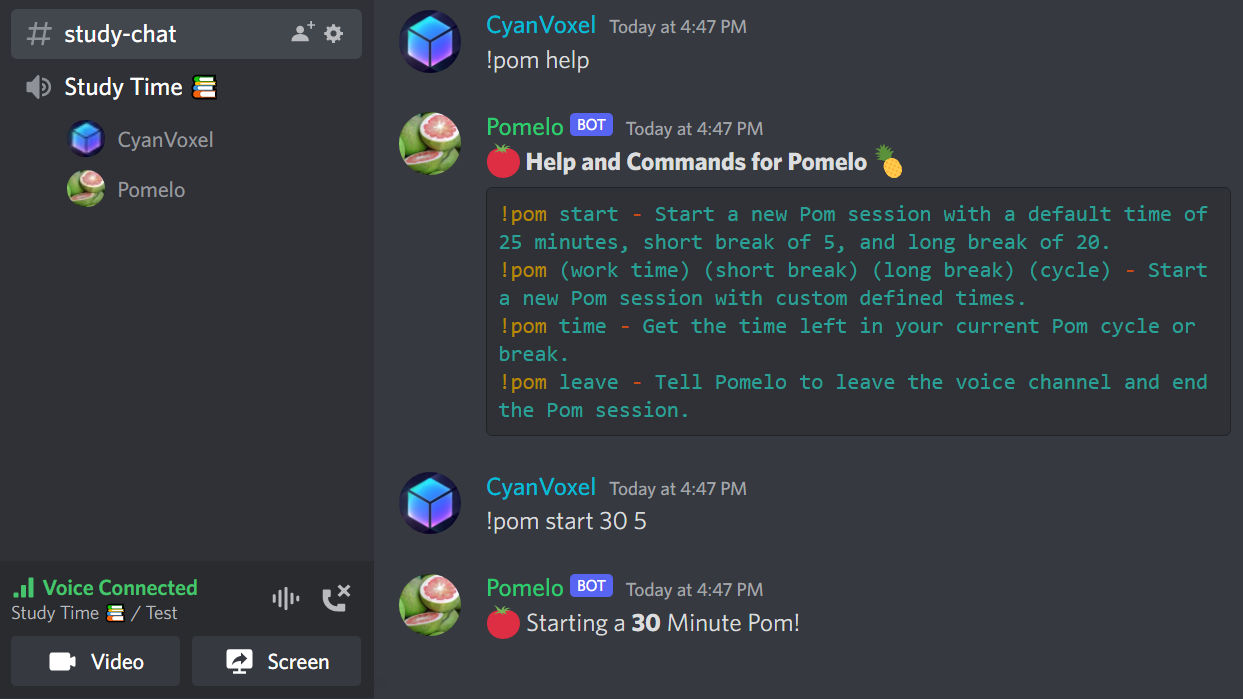 # study-chat
Study Time 📚
CyanVoxel
Pomelo
Voice Connected
Study Time 📚 / Test
Video
Screen
CyanVoxel Today at 4:47 PM
!pom help
Pomelo BOT Today at 4:47 PM
🍅 Help and Commands for Pomelo 🍍
!pom start - Start a new Pom session with a default time of
25 minutes, short break of 5, and long break of 20.
!pom (work time) (short break) (long break) (cycle) - Start
a new Pom session with custom defined times.
!pom time - Get the time left in your current Pom cycle or
break.
!pom leave - Tell Pomelo to leave the voice channel and end
the Pom session.
CyanVoxel Today at 4:47 PM
!pom start 30 5
Pomelo BOT Today at 4:47 PM
🍅 Starting a 30 Minute Pom!